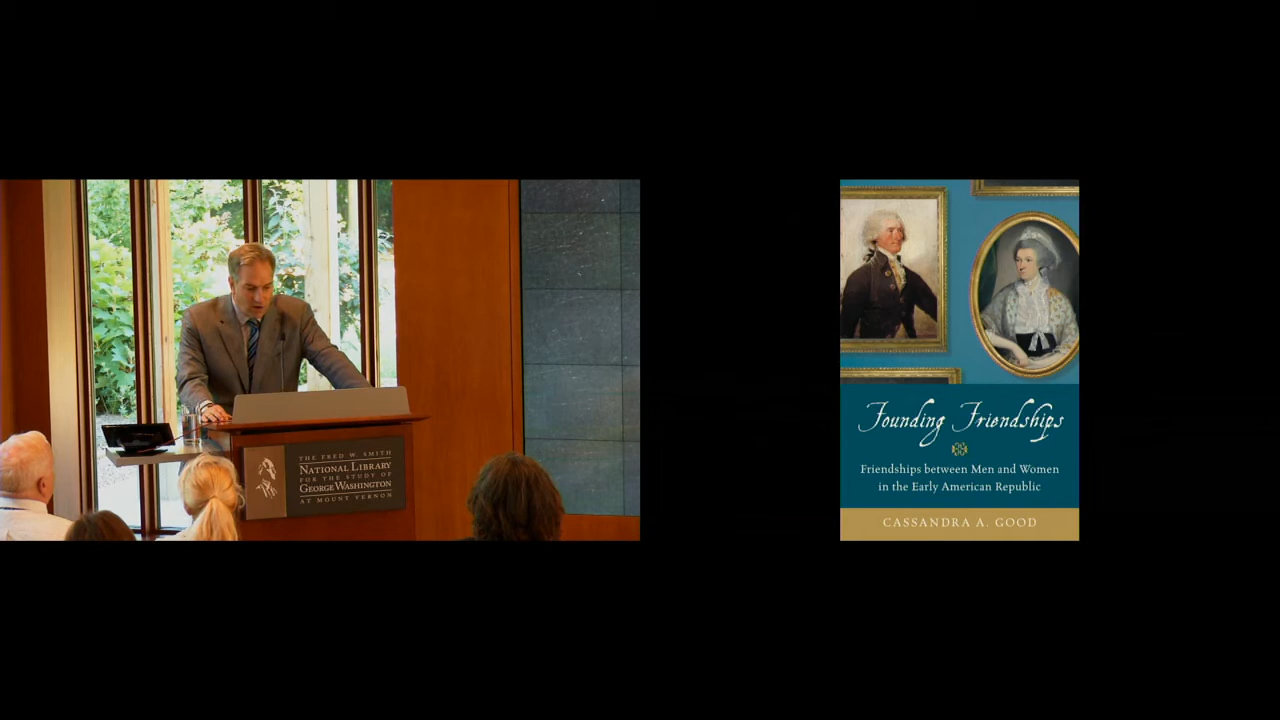 THE FRED W. SMITH
NATIONAL LIBRARY
FOR THE STUDY OF
GEORGE WASHINGTON
AT MOUNT VERNON
Founding Friendships
Friendships between Men and Women
in the Early American Republic
CASSANDRA A. GOOD